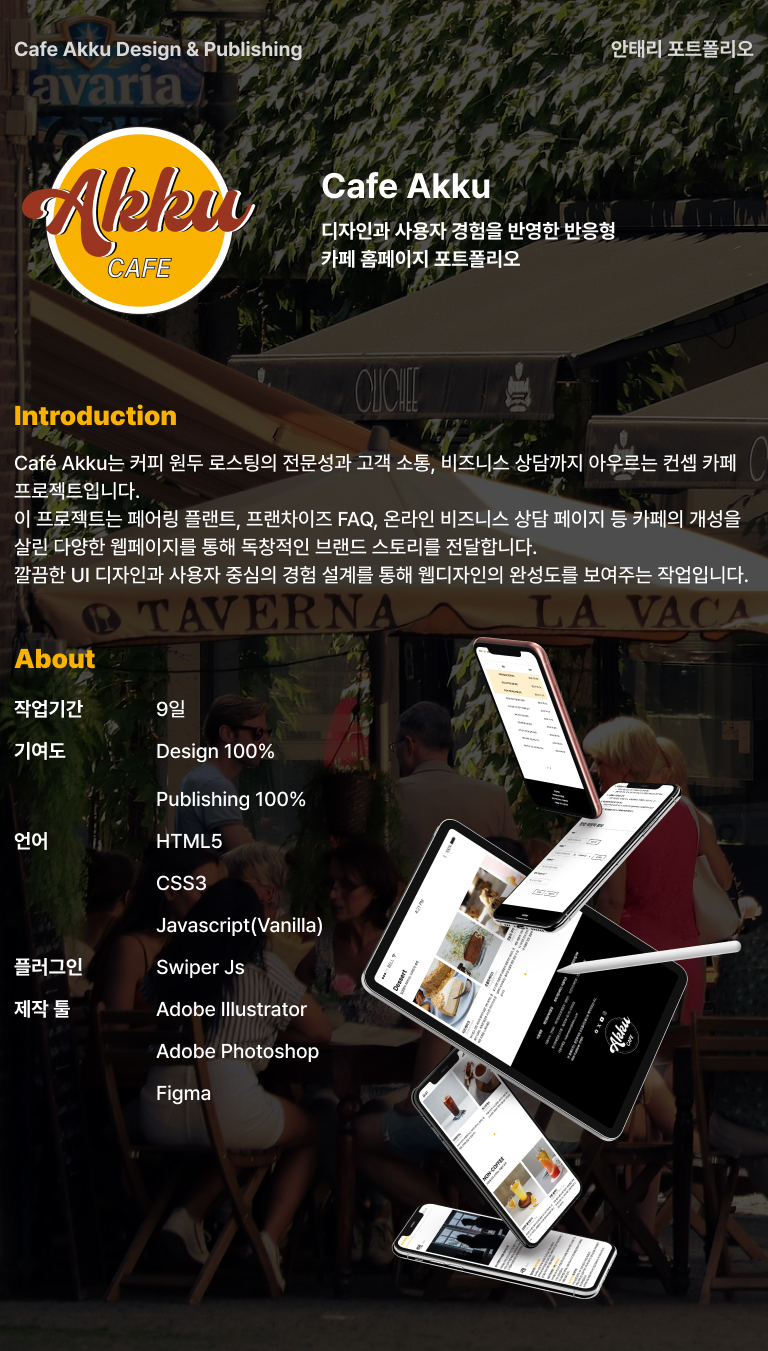 Cafe Akku Design & Publishing
안태리 포트폴리오
avaria
Akku
CAFE
Cafe Akku
디자인과 사용자 경험을 반영한 반응형
카페 홈페이지 포트폴리오
OUCHEE
Introduction
Café Akku는 커피 원두 로스팅의 전문성과 고객 소통, 비즈니스 상담까지 아우르는 컨셉 카페
프로젝트입니다.
이 프로젝트는 페어링 플랜트, 프랜차이즈 FAQ, 온라인 비즈니스 상담 페이지 등 카페의 개성을
살린 다양한 웹페이지를 통해 독창적인 브랜드 스토리를 전달합니다.
깔끔한 UI 디자인과 사용자 중심의 경험 설계를 통해 웹디자인의 완성도를 보여주는 작업입니다.
TAVERNA LA VACA
About
작업기간 9일
기여도 Design 100%
Publishing 100%
언어 HTML5
CSS3
Javascript(Vanilla)
플러그인 Swiper Js
제작 툴 Adobe Illustrator
Adobe Photoshop
Figma
Dessert
Akku
CAFE
NON-COFFEE